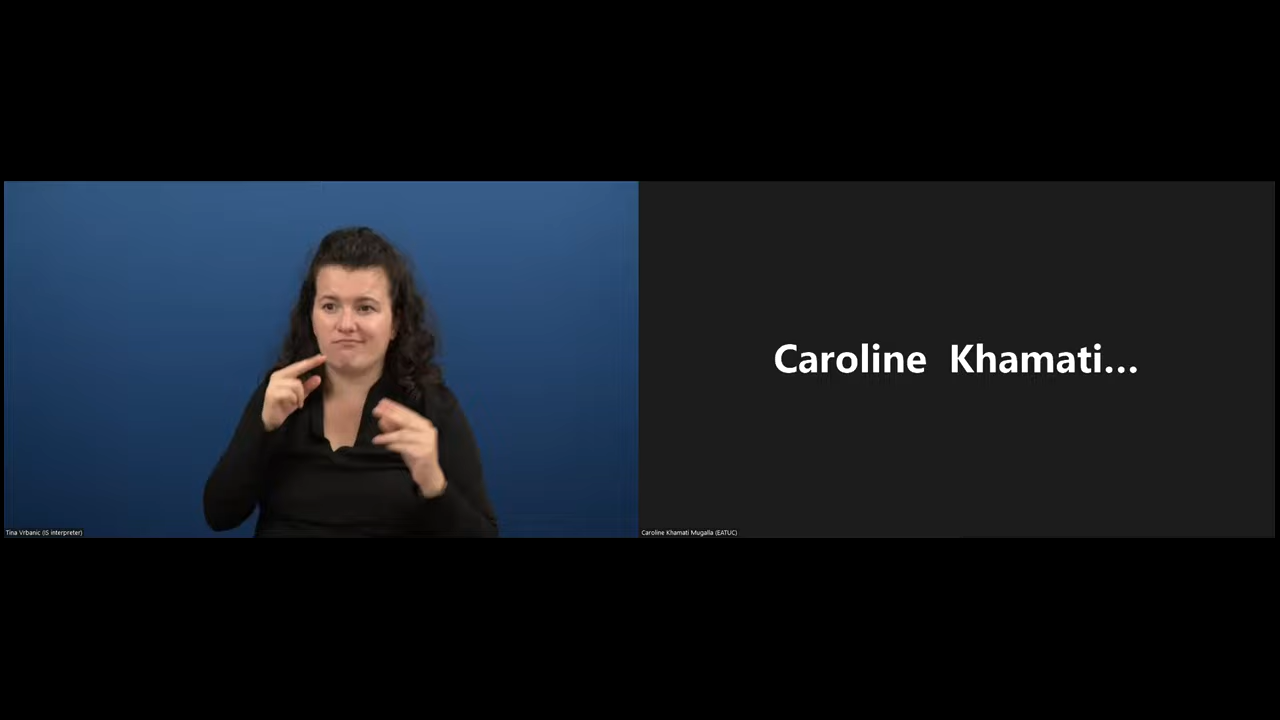 Caroline Khamati...
Tina Vrbanic (IS interpreter)
Caroline Khamati Mugalla (EATUC)